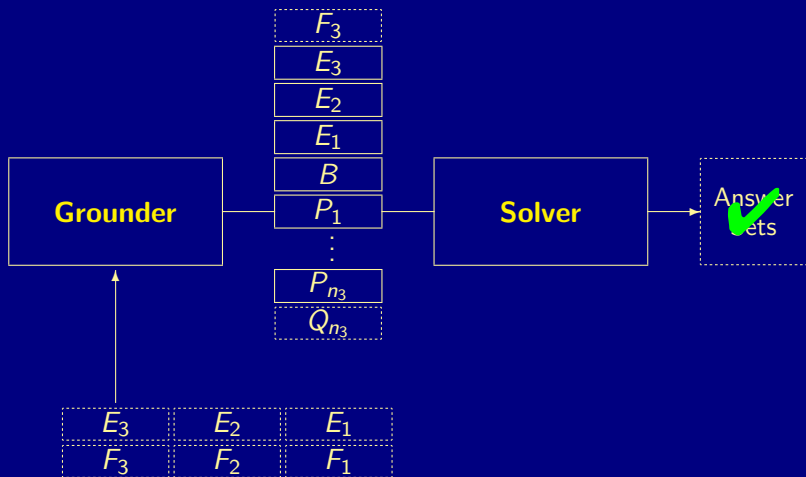 F₃
E₃
E₂
E₁
B
Grounder
P₁
Solver
Answer
Sets
⋮
Pₙ₃
Qₙ₃
E₃ E₂ E₁
F₃ F₂ F₁